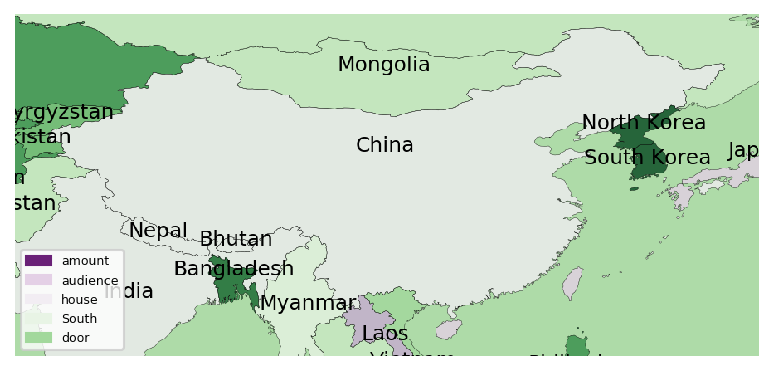 Mongolia
yrgyzstan
North Korea
kistan
China
Jap
South Korea
n
stan
Nepal
Bhutan
Bangladesh
India
Myanmar
Laos
amount
audience
house
South
door